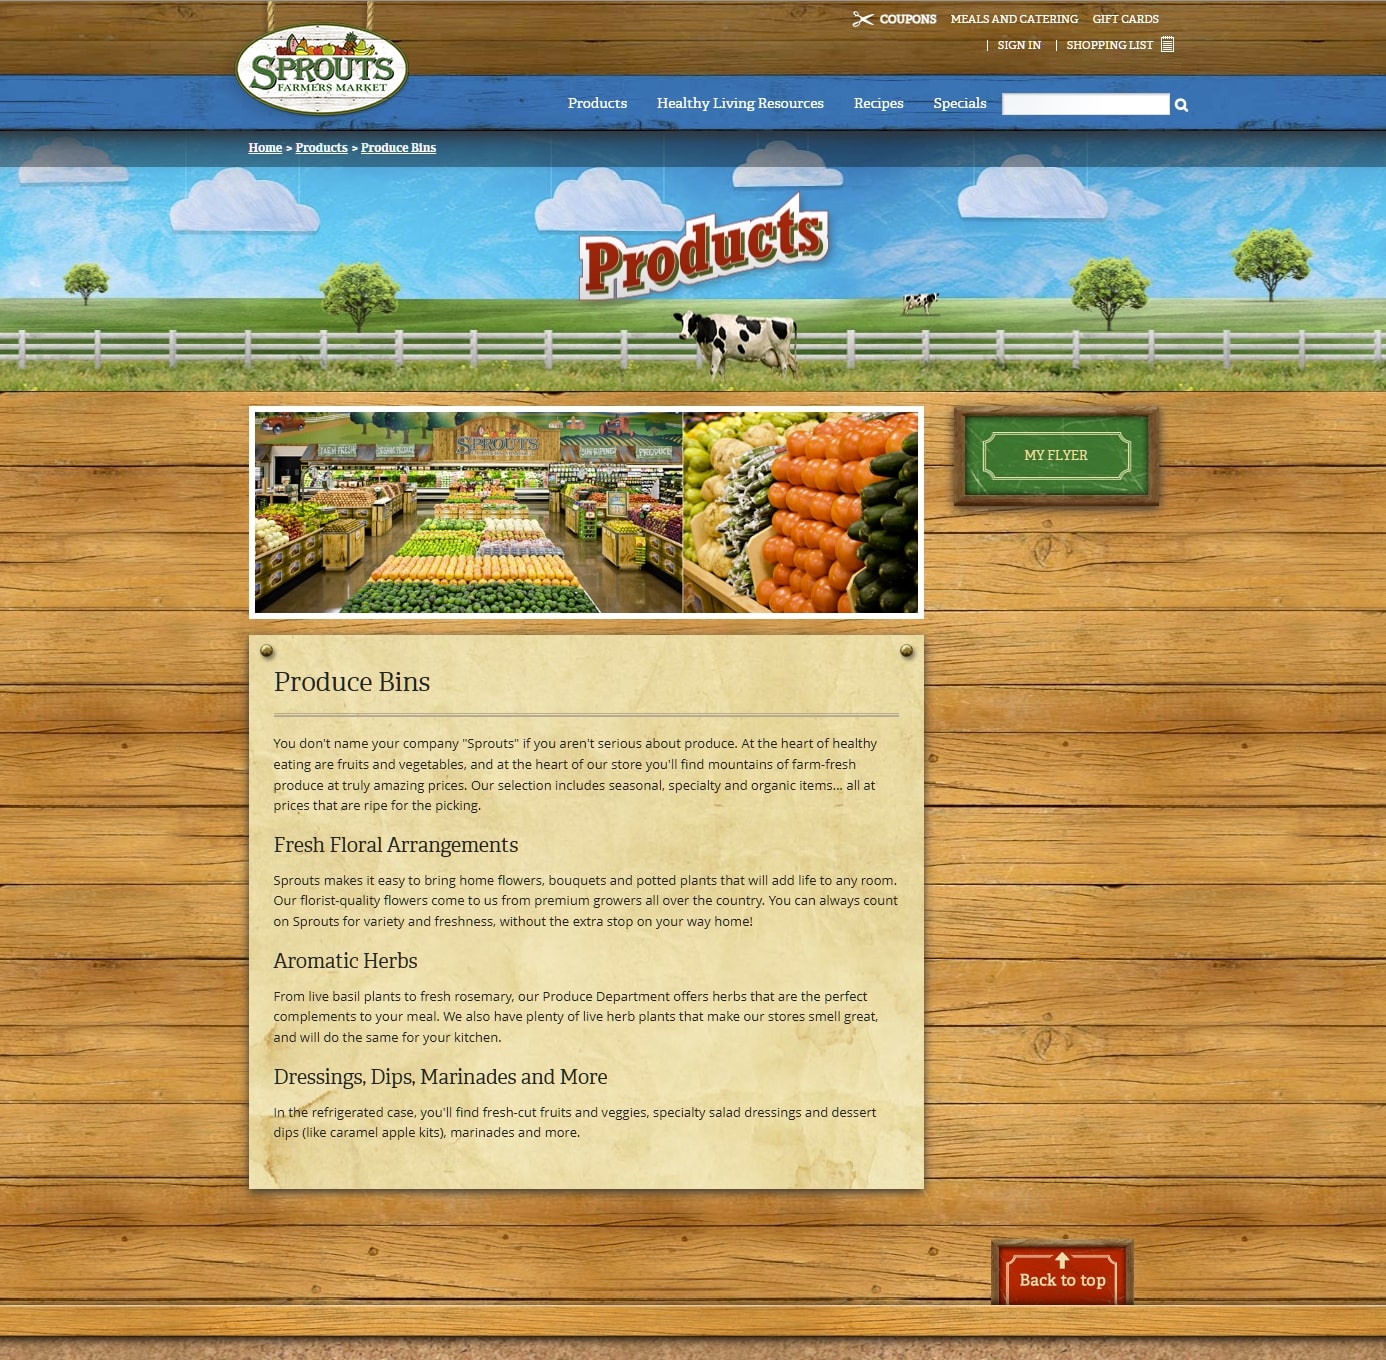 COUPONS MEALS AND CATERING GIFT CARDS
SIGN IN SHOPPING LIST
SPROUTS
FARMERS MARKET
Products Healthy Living Resources Recipes Specials
Home > Products > Produce Bins
Products
SPROUTS
FARM FRESH
PRODUCE
MY FLYER
Produce Bins
You don't name your company "Sprouts" if you aren't serious about produce. At the heart of healthy
eating are fruits and vegetables, and at the heart of our store you'll find mountains of farm-fresh
produce at truly amazing prices. Our selection includes seasonal, specialty and organic items... all at
prices that are ripe for the picking.
Fresh Floral Arrangements
Sprouts makes it easy to bring home flowers, bouquets and potted plants that will add life to any room.
Our florist-quality flowers come to us from premium growers all over the country. You can always count
on Sprouts for variety and freshness, without the extra stop on your way home!
Aromatic Herbs
From live basil plants to fresh rosemary, our Produce Department offers herbs that are the perfect
complements to your meal. We also have plenty of live herb plants that make our stores smell great,
and will do the same for your kitchen.
Dressings, Dips, Marinades and More
In the refrigerated case, you'll find fresh-cut fruits and veggies, specialty salad dressings and dessert
dips (like caramel apple kits), marinades and more.
Back to top